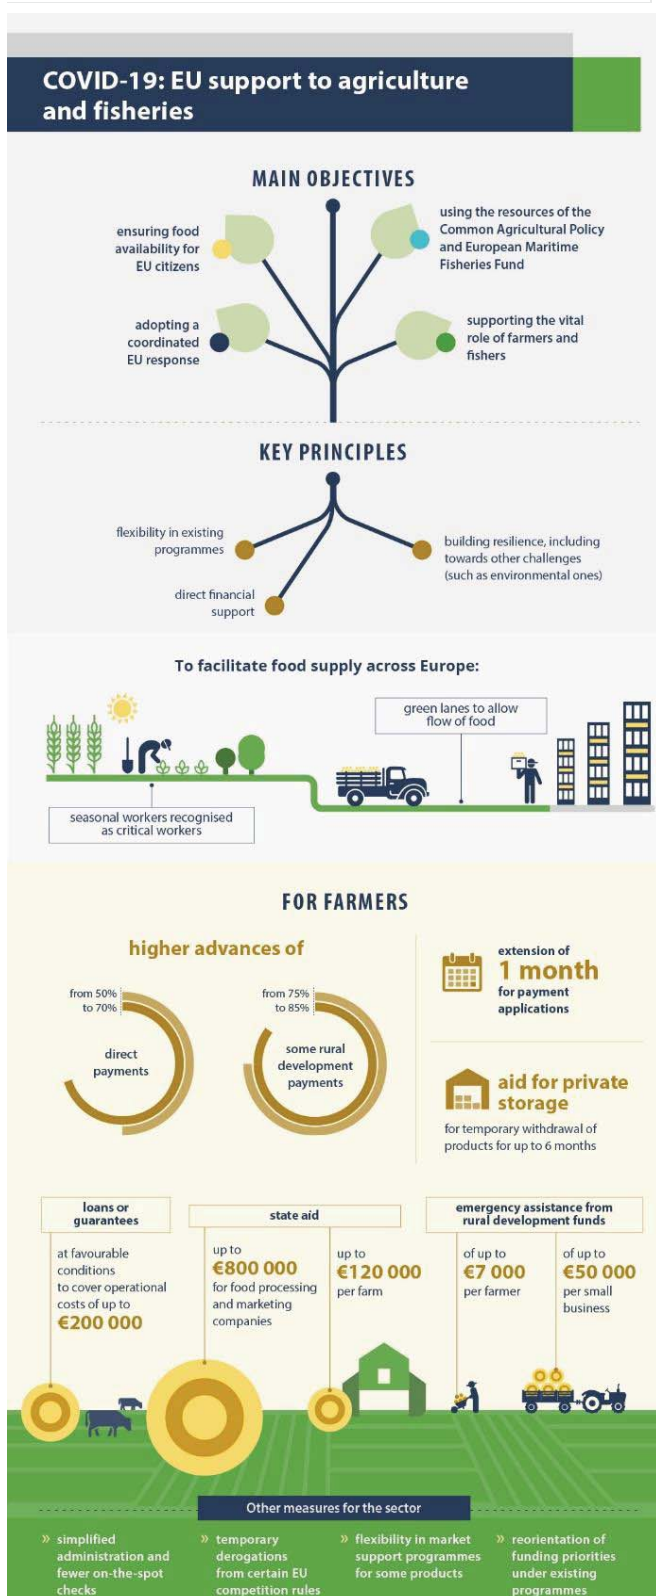 COVID-19: EU support to agriculture
and fisheries
MAIN OBJECTIVES
ensuring food
availability for
EU citizens
using the resources of the
Common Agricultural Policy
and European Maritime
Fisheries Fund
adopting a
coordinated
EU response
supporting the vital
role of farmers and
fishers
KEY PRINCIPLES
flexibility in existing
programmes
building resilience, including
towards other challenges
(such as environmental ones)
direct financial
support
To facilitate food supply across Europe:
green lanes to allow
flow of food
seasonal workers recognised
as critical workers
FOR FARMERS
higher advances of
from 50%
to 70%
direct
payments
from 75%
to 85%
some rural
development
payments
extension of
1 month
for payment
applications
aid for private
storage
for temporary withdrawal of
products for up to 6 months
loans or
guarantees
at favourable
conditions
to cover operational
costs of up to
€200 000
state aid
up to
€800 000
for food processing
and marketing
companies
up to
€120 000
per farm
emergency assistance from
rural development funds
of up to
€7 000
per farmer
of up to
€50 000
per small
business
Other measures for the sector
» simplified
administration and
fewer on-the-spot
checks
» temporary
derogations
from certain EU
competition rules
» flexibility in market
support programmes
for some products
» reorientation of
funding priorities
under existing
programmes